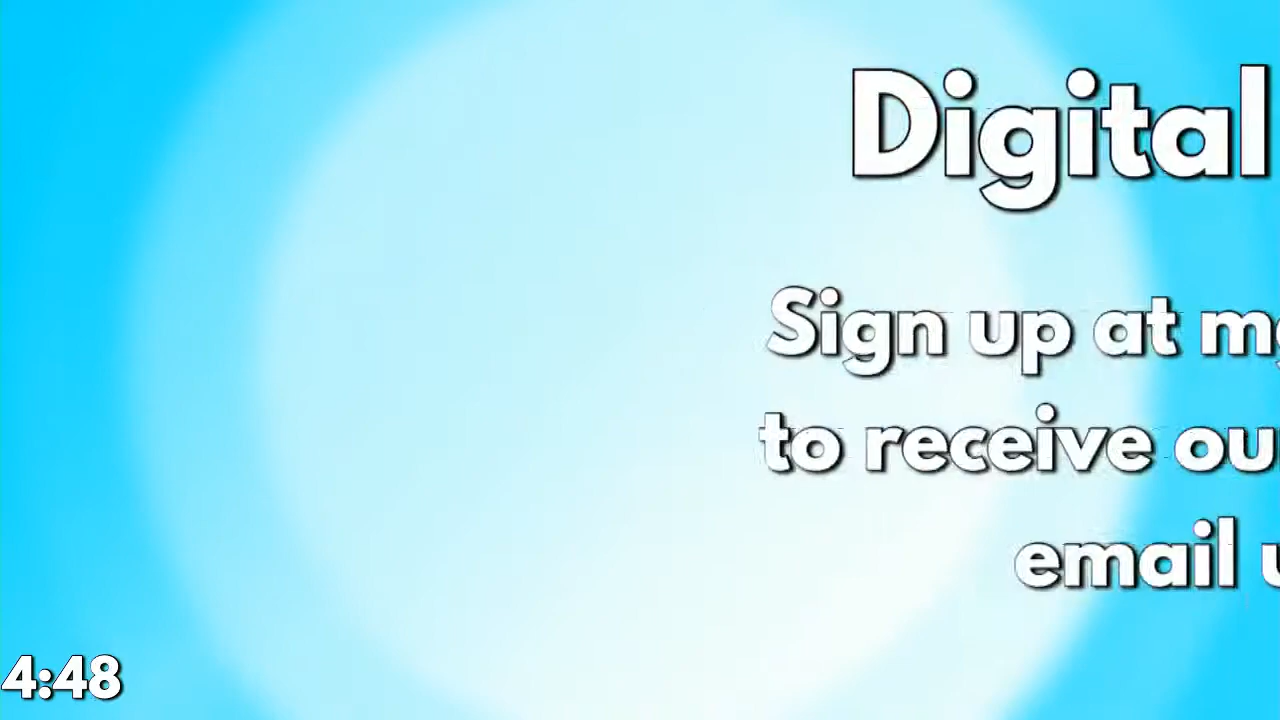 Digital
Sign up at
to receive
email
4:48